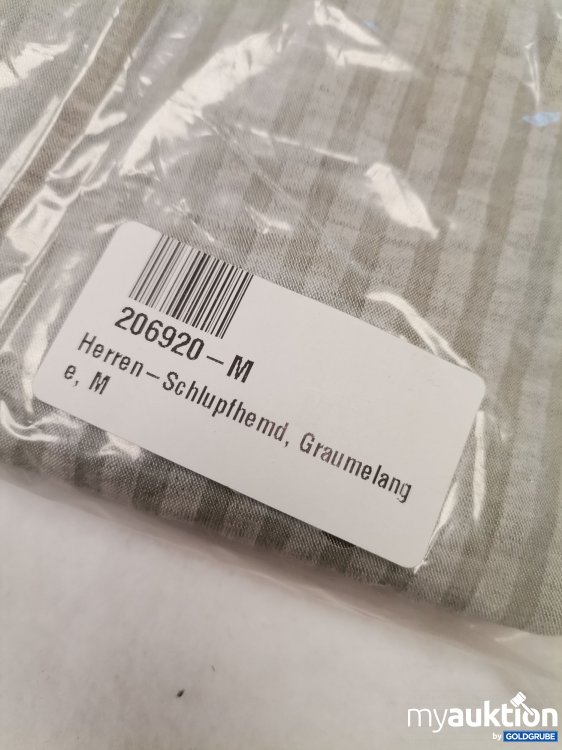 206920-M
Herren-Schlupfhemd, Graumelang
e, M
myauktion
by GOLDGRUBE